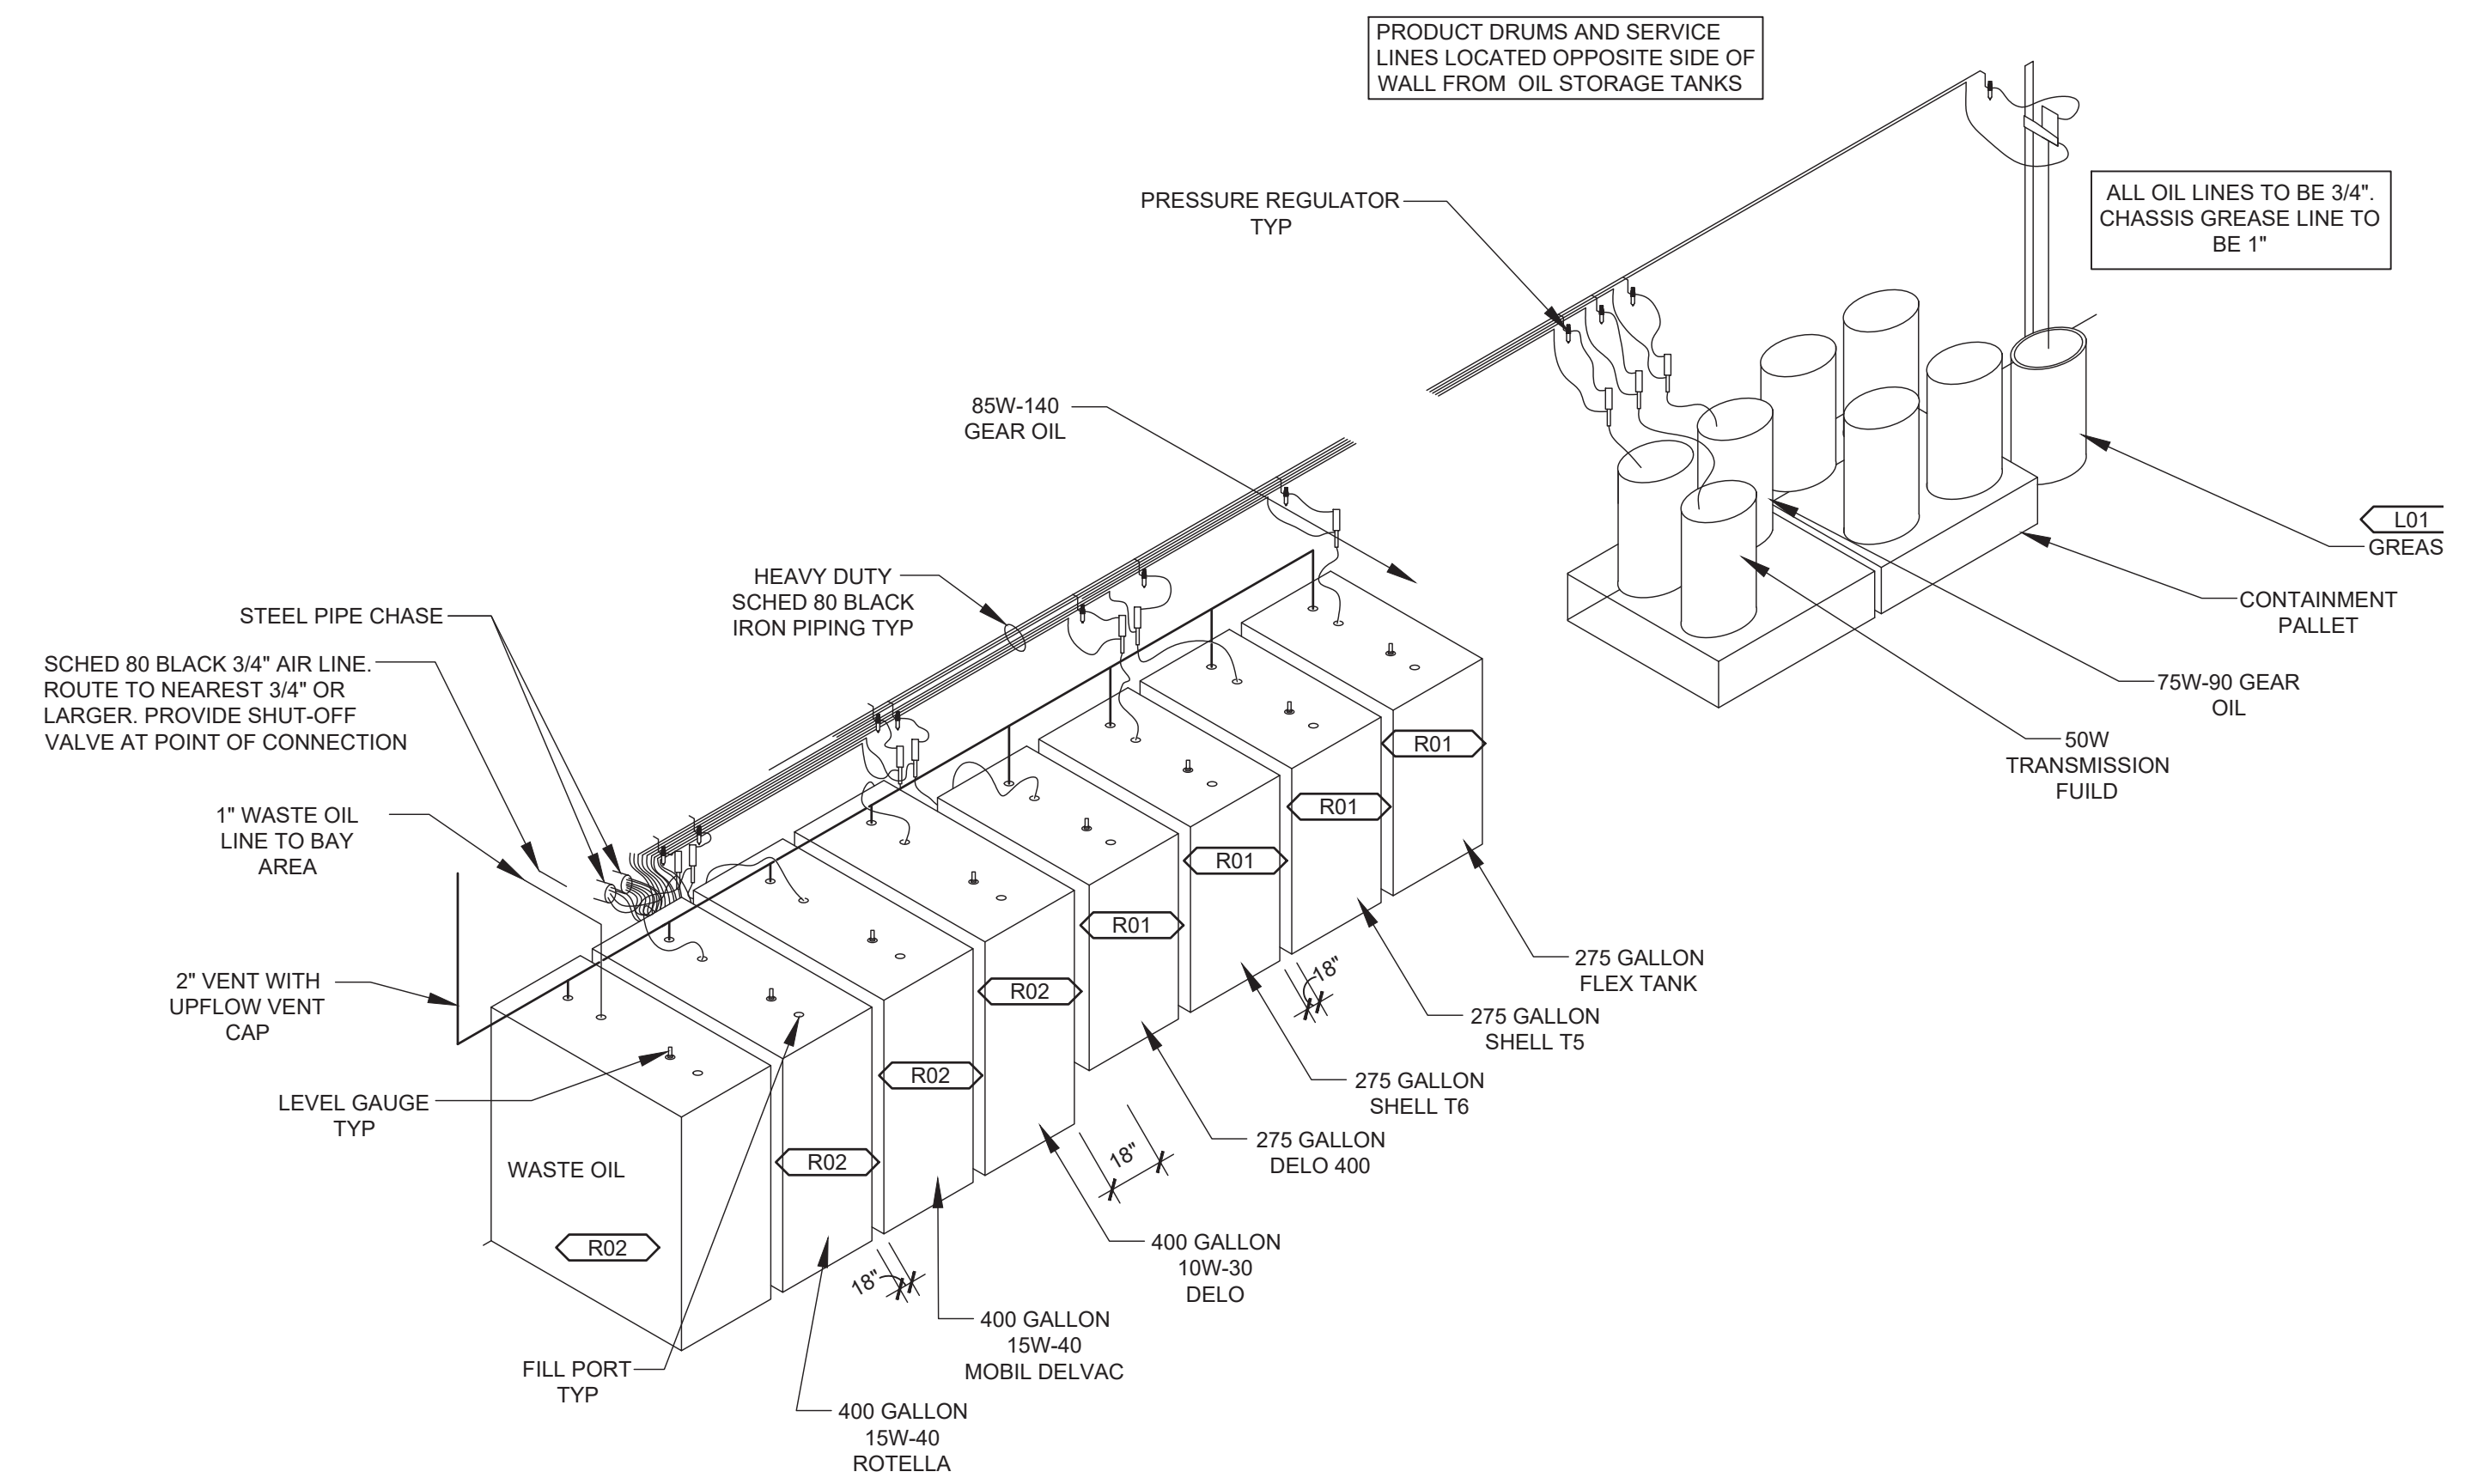 PRODUCT DRUMS AND SERVICE
LINES LOCATED OPPOSITE SIDE OF
WALL FROM OIL STORAGE TANKS
PRESSURE REGULATOR
TYP
ALL OIL LINES TO BE 3/4".
CHASSIS GREASE LINE TO
BE 1"
85W-140
GEAR OIL
L01
GREAS
HEAVY DUTY
SCHED 80 BLACK
IRON PIPING TYP
CONTAINMENT
PALLET
STEEL PIPE CHASE
SCHED 80 BLACK 3/4" AIR LINE.
ROUTE TO NEAREST 3/4" OR
LARGER. PROVIDE SHUT-OFF
VALVE AT POINT OF CONNECTION
75W-90 GEAR
OIL
50W
TRANSMISSION
FUILD
1" WASTE OIL
LINE TO BAY
AREA
R01
R01
R01
R01
R02
R02
R02
R02
2" VENT WITH
UPFLOW VENT
CAP
LEVEL GAUGE
TYP
WASTE OIL
FILL PORT
TYP
18"
18"
18"
275 GALLON
FLEX TANK
275 GALLON
SHELL T5
275 GALLON
SHELL T6
275 GALLON
DELO 400
400 GALLON
10W-30
DELO
400 GALLON
15W-40
MOBIL DELVAC
400 GALLON
15W-40
ROTELLA